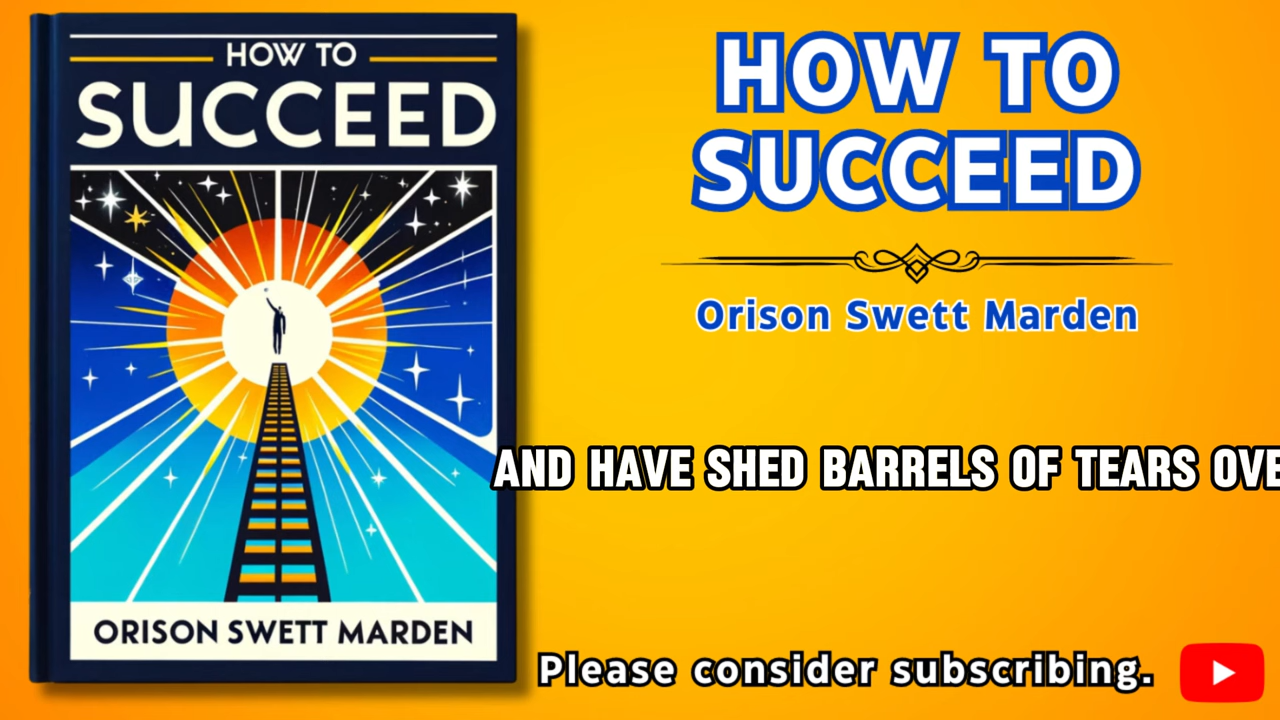 HOW TO
SUCCEED
ORISON SWETT MARDEN
HOW TO
SUCCEED
Orison Swett Marden
AND HAVE SHED BARRELS OF TEARS OVE
Please consider subscribing.